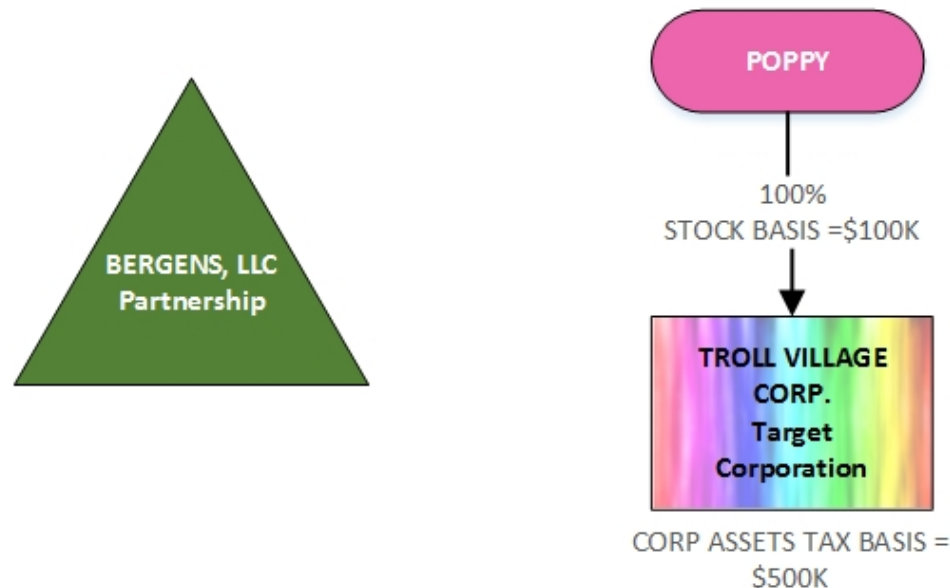 POPPY
100%
STOCK BASIS =$100K
BERGENS, LLC
Partnership
TROLL VILLAGE
CORP.
Target
Corporation
CORP ASSETS TAX BASIS =
$500K